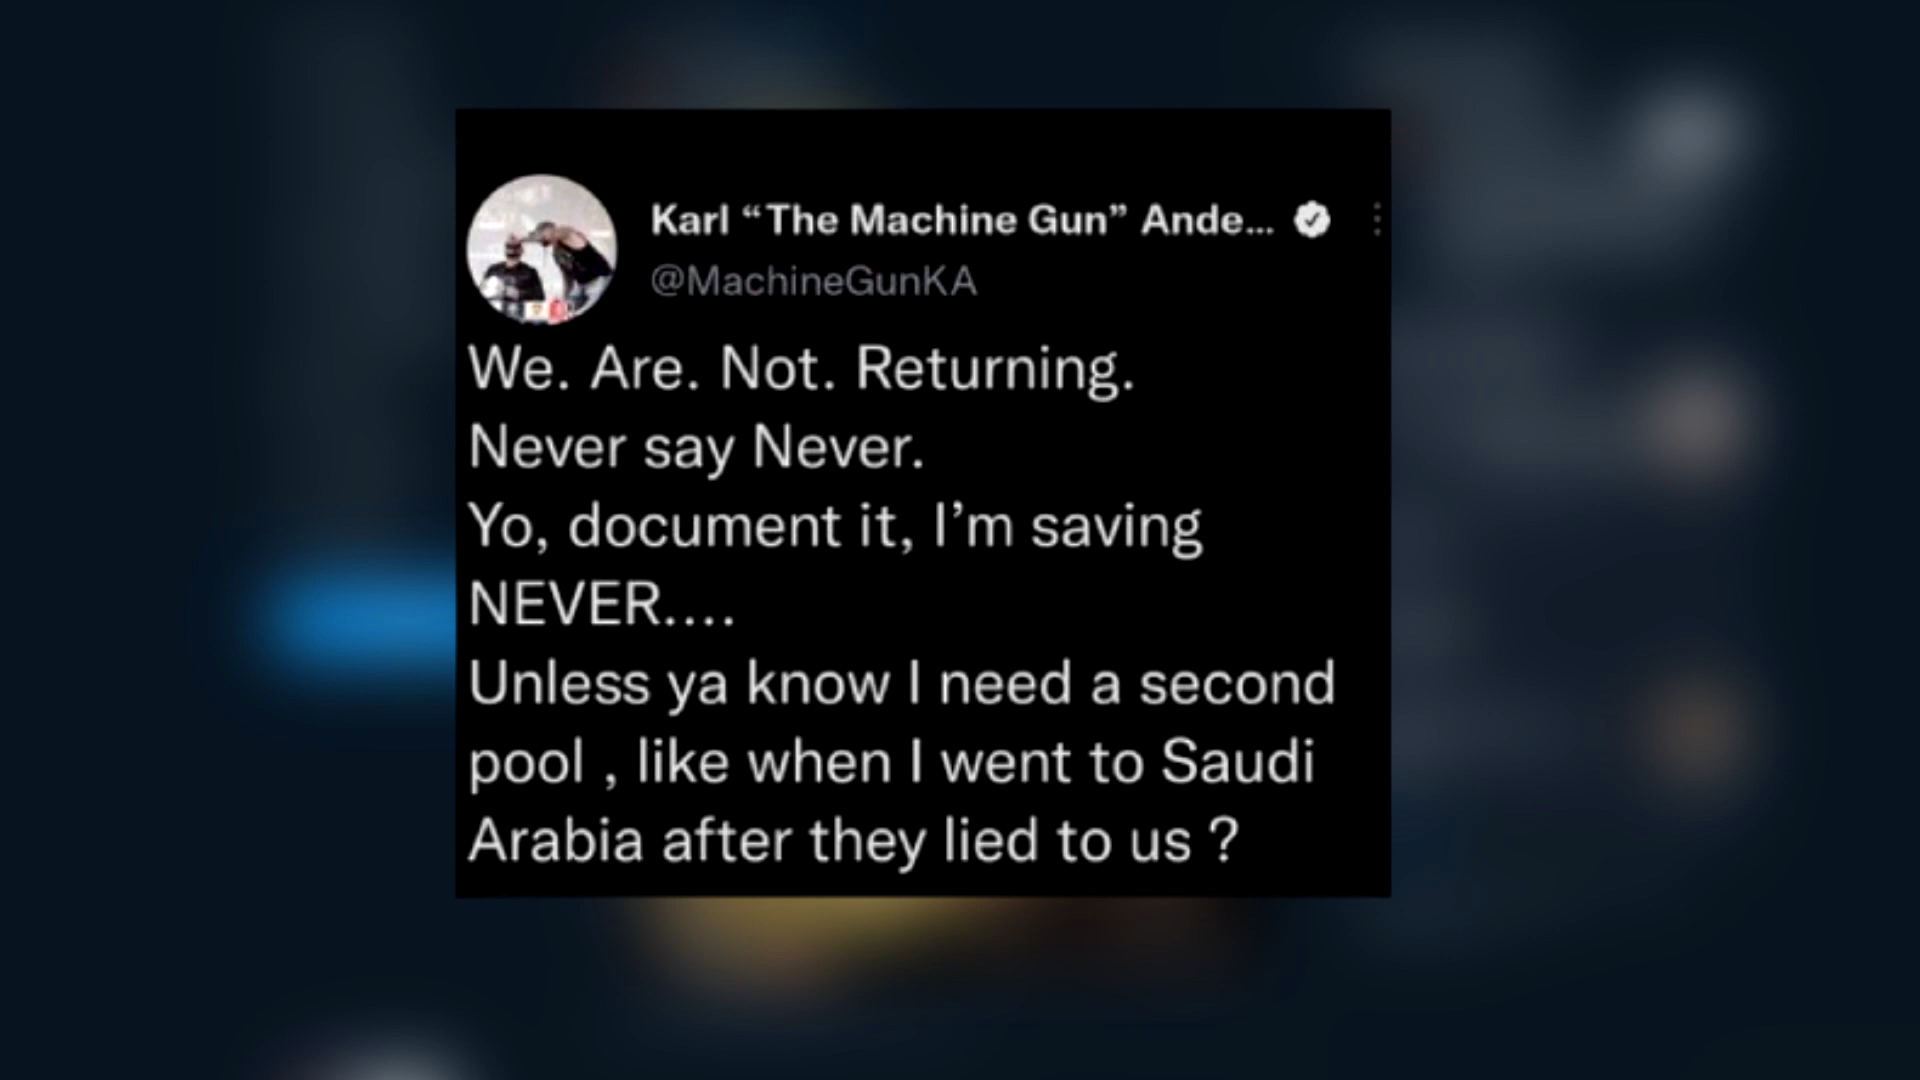 Karl “The Machine Gun” Ande...
@MachineGunKA
We. Are. Not. Returning.
Never say Never.
Yo, document it, I’m saving
NEVER....
Unless ya know I need a second
pool , like when I went to Saudi
Arabia after they lied to us ?